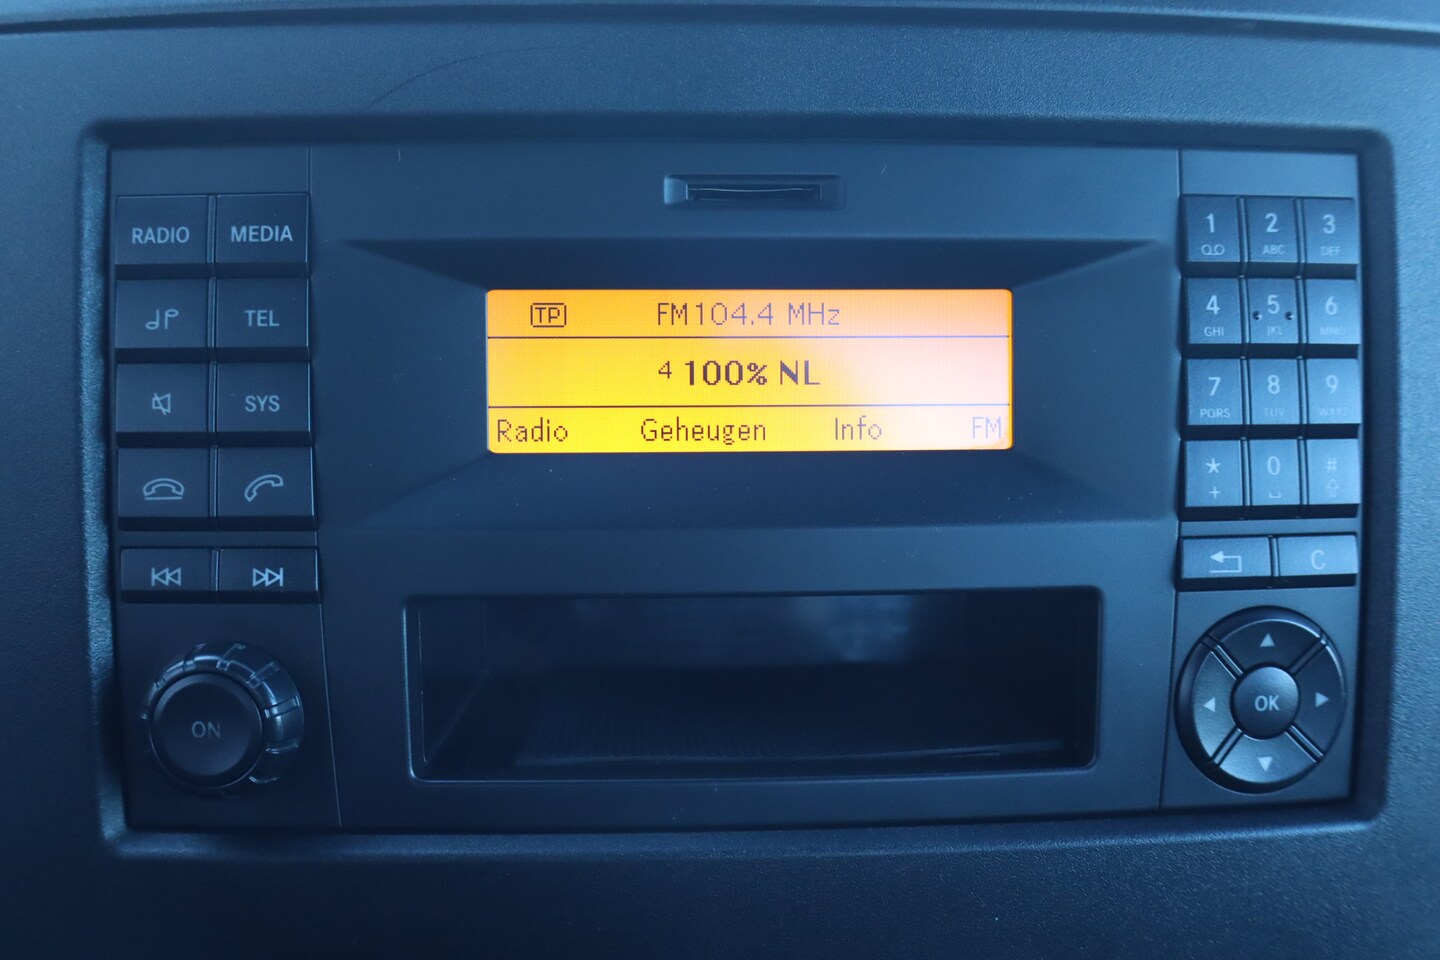 RADIO MEDIA
TEL
SYS
ON
TP FM 104.4 MHz
4 100% NL
Radio Geheugen Info FM
1 2 3
ABC DEF
4 5 6
GHI JKL MNO
7 8 9
PQRS TUV WXYZ
* 0 #
+
C
OK